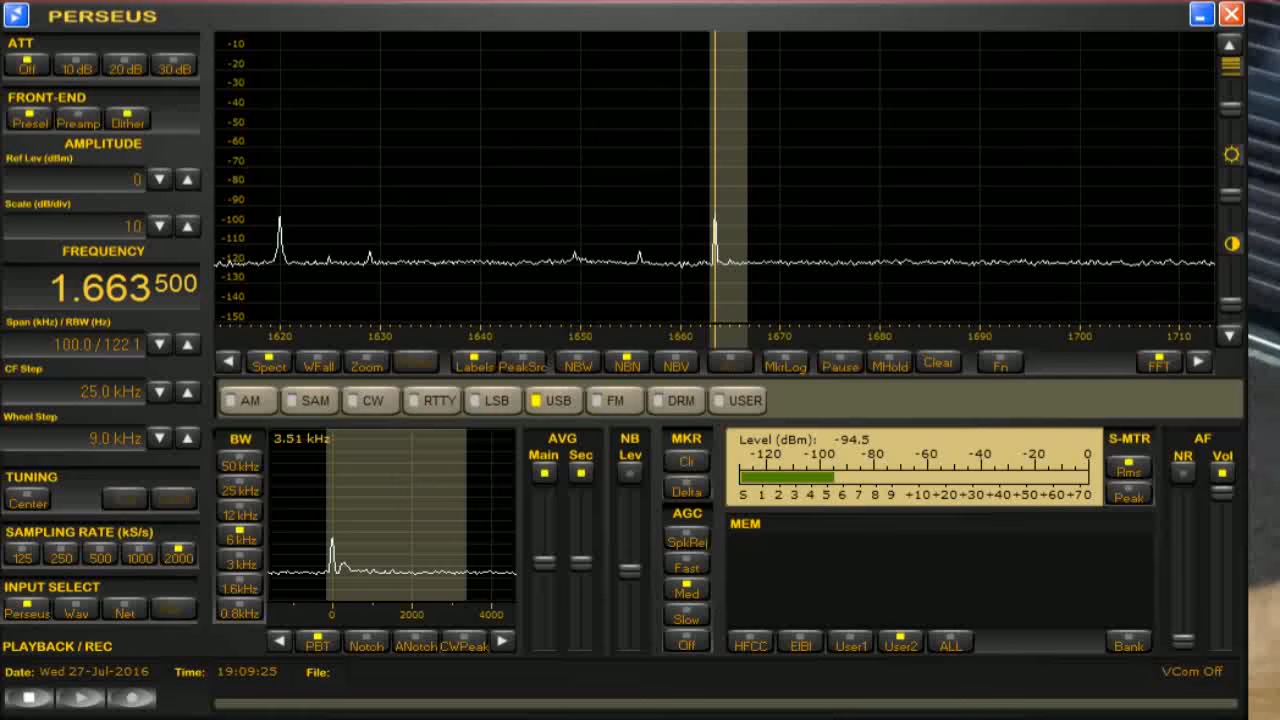 PERSEUS
ATT
Off 10 dB 20 dB 30 dB
FRONT-END
Presel Preamp Dither
AMPLITUDE
Ref Lev (dBm)
0
Scale (dB/div)
10
FREQUENCY
1.663 500
Span (kHz) / RBW (Hz)
100.0 / 122.1
CF Step
25.0 kHz
Wheel Step
9.0 kHz
TUNING
Center
SAMPLING RATE (kS/s)
125 250 500 1000 2000
INPUT SELECT
Perseus Wav Net
PLAYBACK / REC
Date: Wed 27-Jul-2016 Time: 19:09:25 File:
-10
-20
-30
-40
-50
-60
-70
-80
-90
-100
-110
-120
-130
-140
-150
1620 1630 1640 1650 1660 1670 1680 1690 1700 1710
Spect WFall Zoom Labels PeakSrc NBW NBN NBV MkrLog Pause MHold Clear Fn FFT
AM SAM CW RTTY LSB USB FM DRM USER
BW
50 kHz
25 kHz
12 kHz
6 kHz
3 kHz
1.6kHz
0.8kHz
3.51 kHz
0 2000 4000
PBT Notch ANotch CWPeak
AVG
Main Sec
NB
Lev
MKR
Clr
Delta
AGC
SpkRej
Fast
Med
Slow
Off
Level (dBm): -94.5
-120 -100 -80 -60 -40 -20 0
S 1 2 3 4 5 6 7 8 9 +10 +20 +30 +40 +50 +60 +70
S-MTR
Rms
Peak
AF
NR Vol
MEM
HFCC EIBI User1 User2 ALL Bank
VCom Off